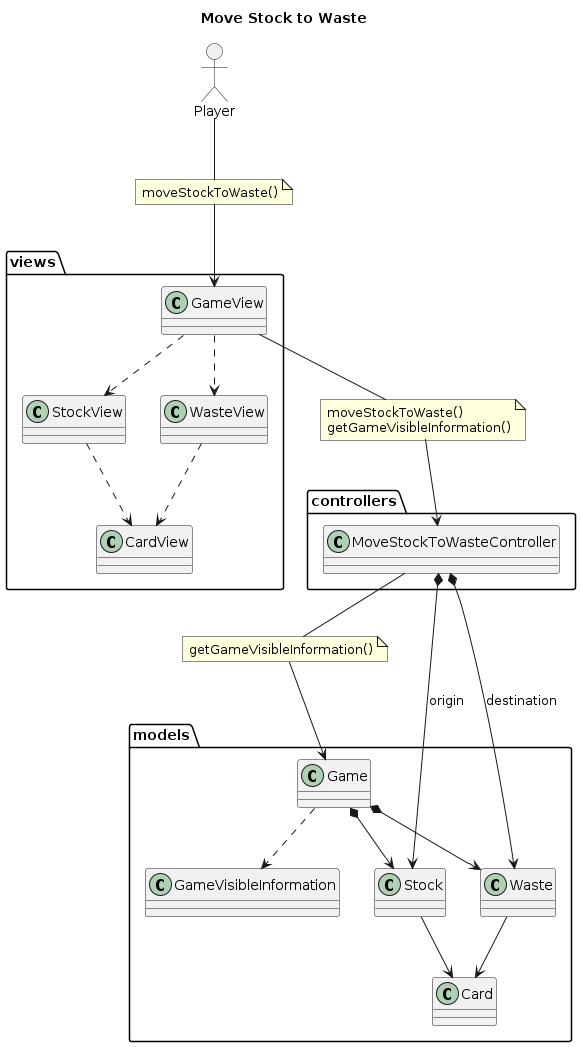 Move Stock to Waste
Player
moveStockToWaste()
views
C GameView
C StockView
C WasteView
moveStockToWaste()
getGameVisibleInformation()
C CardView
controllers
C MoveStockToWasteController
getGameVisibleInformation()
origin
destination
models
C Game
C GameVisibleInformation
C Stock
C Waste
C Card